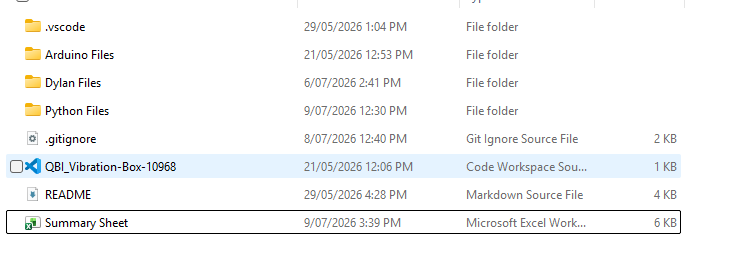 .vscode 29/05/2026 1:04 PM File folder
Arduino Files 21/05/2026 12:53 PM File folder
Dylan Files 6/07/2026 2:41 PM File folder
Python Files 9/07/2026 12:30 PM File folder
.gitignore 8/07/2026 12:40 PM Git Ignore Source File 2 KB
QBI_Vibration-Box-10968 21/05/2026 12:06 PM Code Workspace Sou... 1 KB
README 29/05/2026 4:28 PM Markdown Source File 4 KB
Summary Sheet 9/07/2026 3:39 PM Microsoft Excel Work... 6 KB